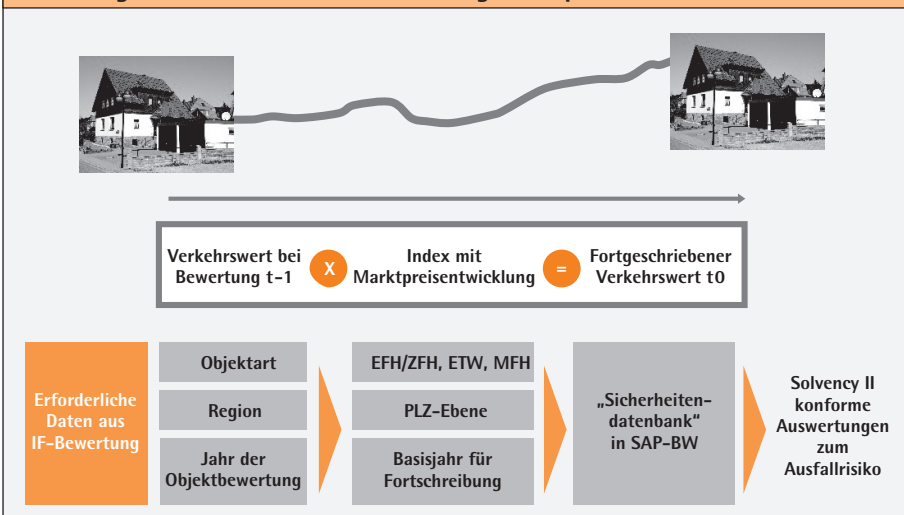 Verkehrswert bei
Bewertung t-1
X
Index mit
Marktpreisentwicklung
=
Fortgeschriebener
Verkehrswert t0
Erforderliche
Daten aus
IF-Bewertung
Objektart
Region
Jahr der
Objektbewertung
EFH/ZFH, ETW, MFH
PLZ-Ebene
Basisjahr für
Fortschreibung
„Sicherheiten-
datenbank“
in SAP-BW
Solvency II
konforme
Auswertungen
zum
Ausfallrisiko